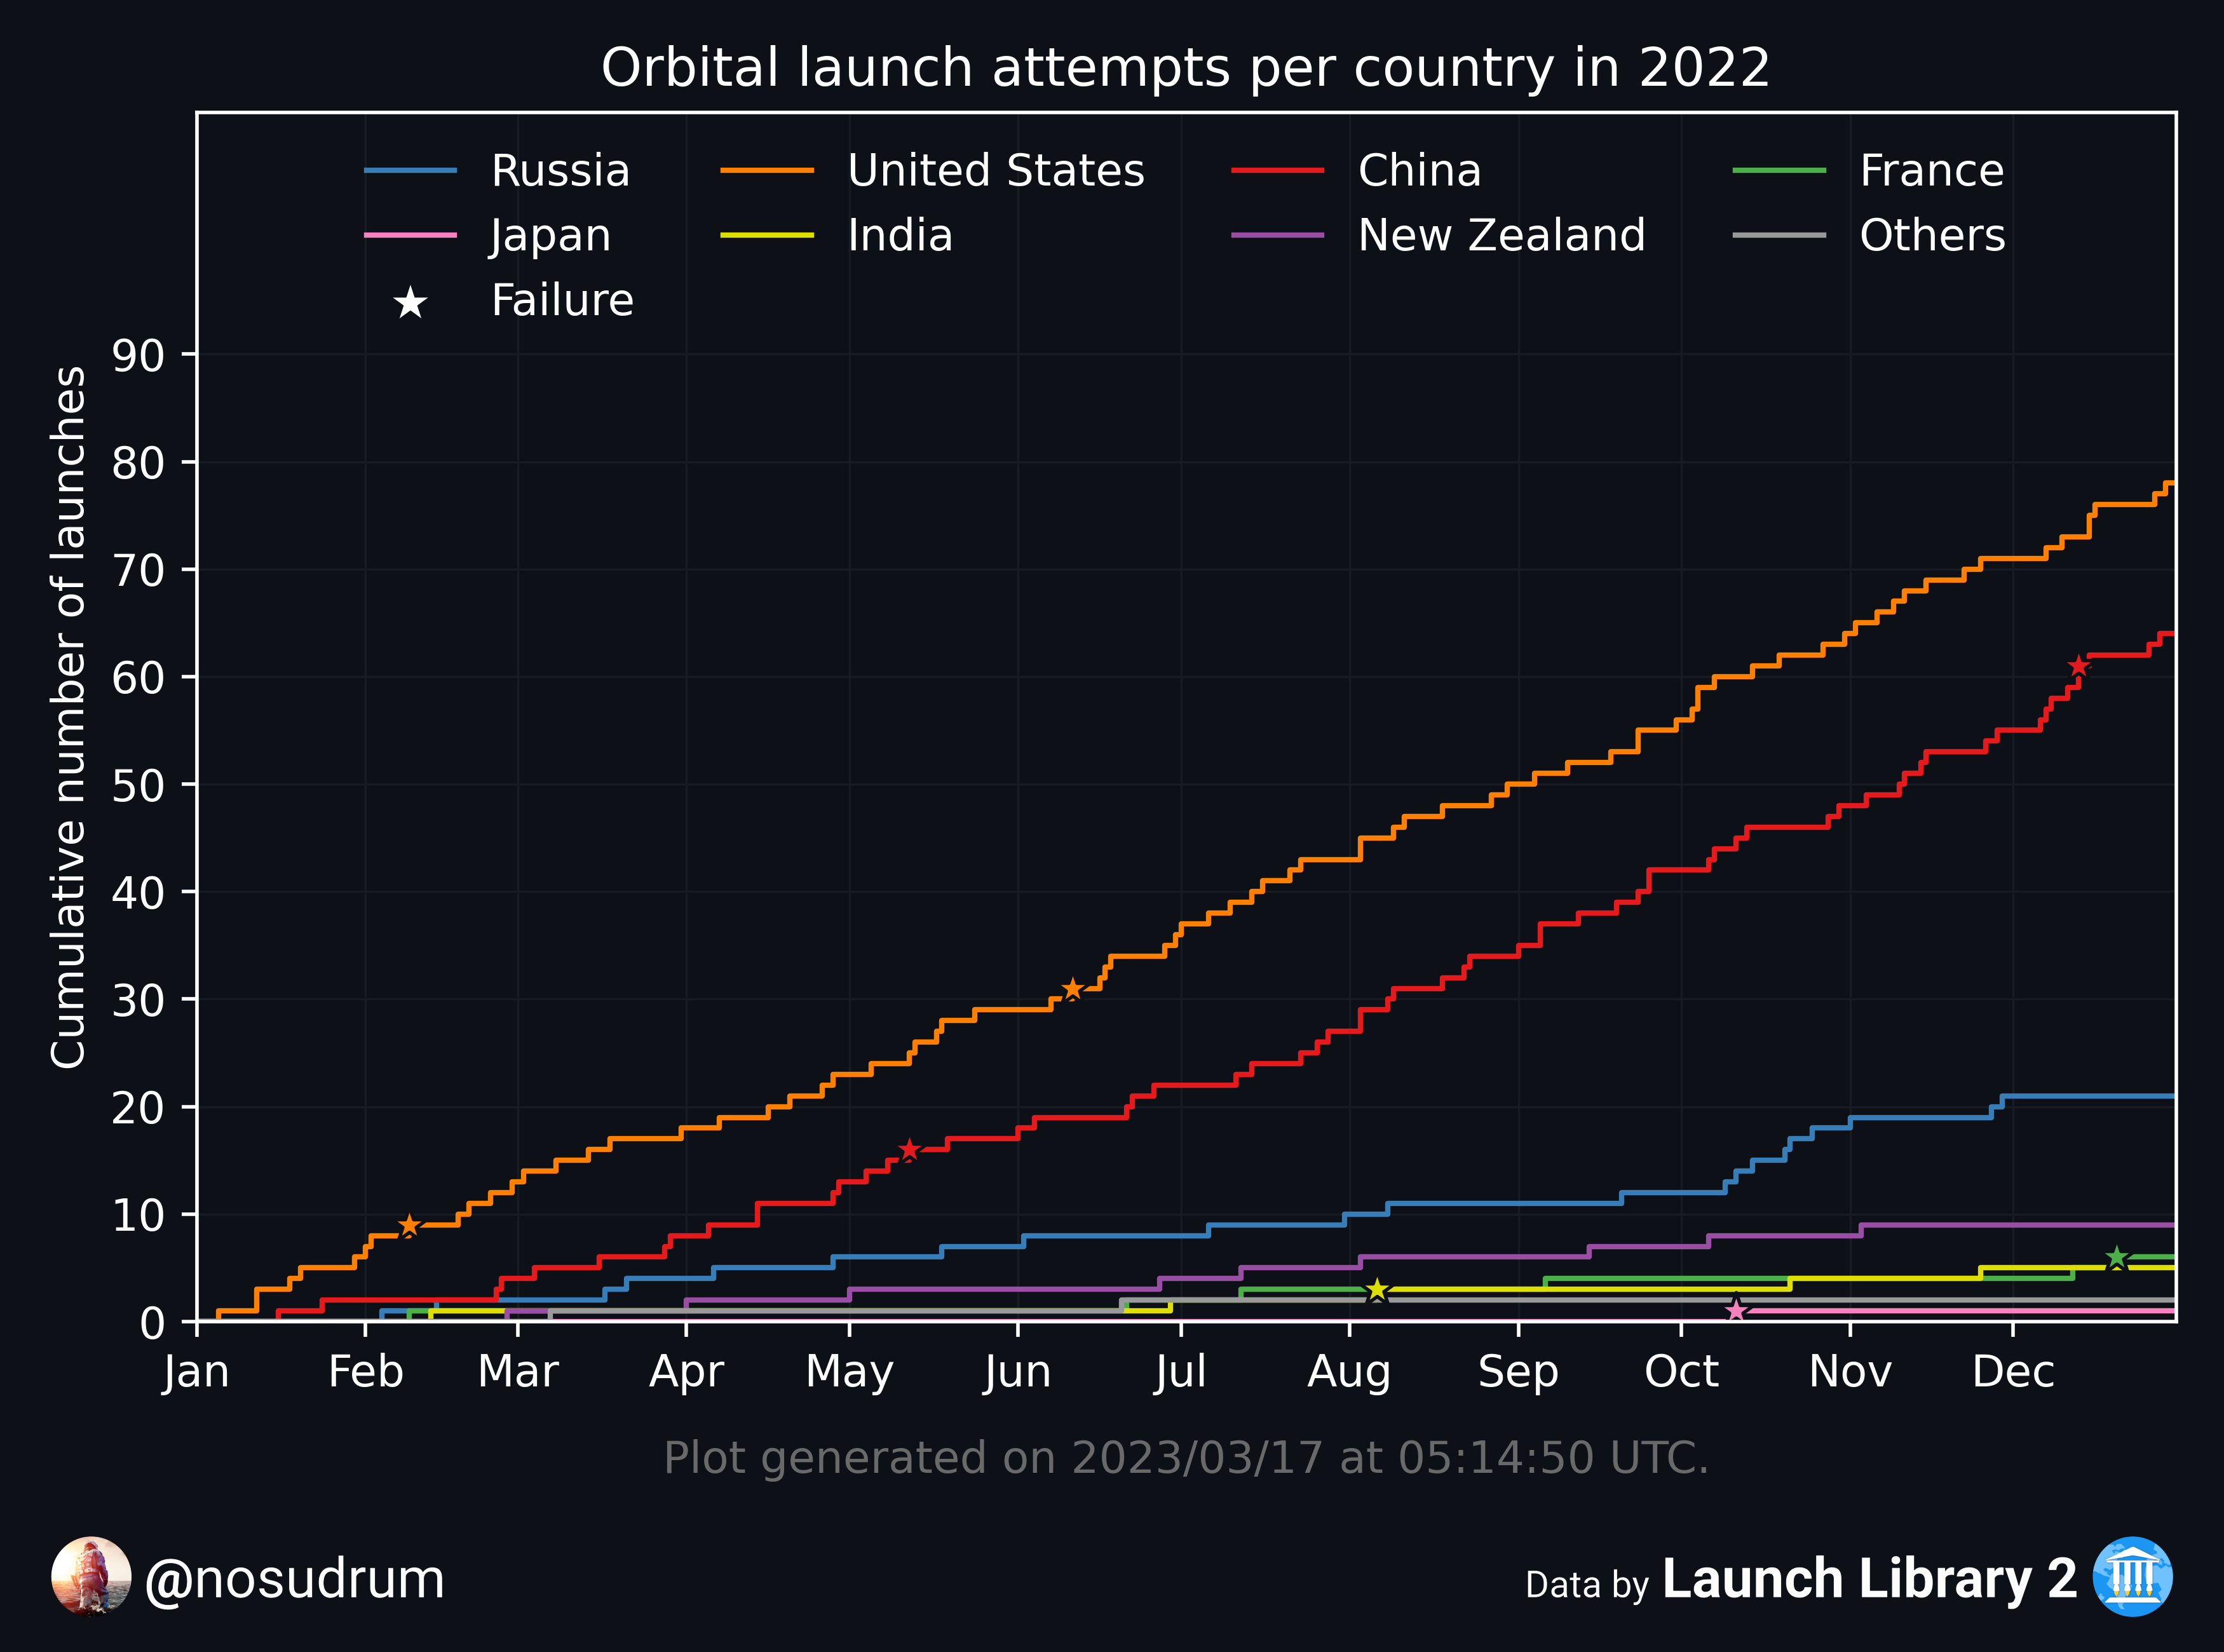 Orbital launch attempts per country in 2022
Russia United States China France
Japan India New Zealand Others
★ Failure
Cumulative number of launches
90
80
70
60
50
40
30
20
10
0
Jan Feb Mar Apr May Jun Jul Aug Sep Oct Nov Dec
Plot generated on 2023/03/17 at 05:14:50 UTC.
@nosudrum
Data by Launch Library 2